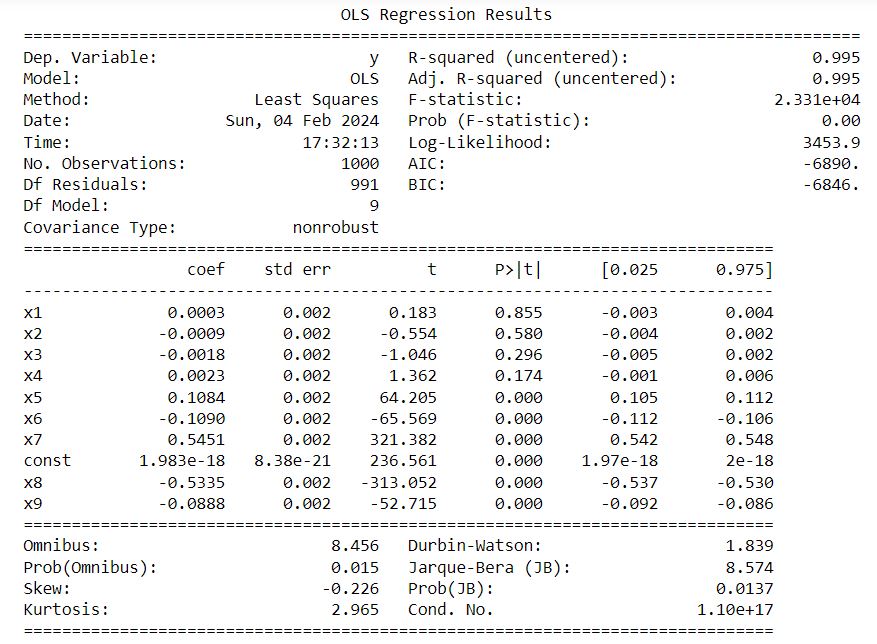 OLS Regression Results
==============================================================================
Dep. Variable: y R-squared (uncentered): 0.995
Model: OLS Adj. R-squared (uncentered): 0.995
Method: Least Squares F-statistic: 2.331e+04
Date: Sun, 04 Feb 2024 Prob (F-statistic): 0.00
Time: 17:32:13 Log-Likelihood: 3453.9
No. Observations: 1000 AIC: -6890.
Df Residuals: 991 BIC: -6846.
Df Model: 9
Covariance Type: nonrobust
==============================================================================
coef std err t P>|t| [0.025 0.975]
------------------------------------------------------------------------------
x1 0.0003 0.002 0.183 0.855 -0.003 0.004
x2 -0.0009 0.002 -0.554 0.580 -0.004 0.002
x3 -0.0018 0.002 -1.046 0.296 -0.005 0.002
x4 0.0023 0.002 1.362 0.174 -0.001 0.006
x5 0.1084 0.002 64.205 0.000 0.105 0.112
x6 -0.1090 0.002 -65.569 0.000 -0.112 -0.106
x7 0.5451 0.002 321.382 0.000 0.542 0.548
const 1.983e-18 8.38e-21 236.561 0.000 1.97e-18 2e-18
x8 -0.5335 0.002 -313.052 0.000 -0.537 -0.530
x9 -0.0888 0.002 -52.715 0.000 -0.092 -0.086
==============================================================================
Omnibus: 8.456 Durbin-Watson: 1.839
Prob(Omnibus): 0.015 Jarque-Bera (JB): 8.574
Skew: -0.226 Prob(JB): 0.0137
Kurtosis: 2.965 Cond. No. 1.10e+17
==============================================================================